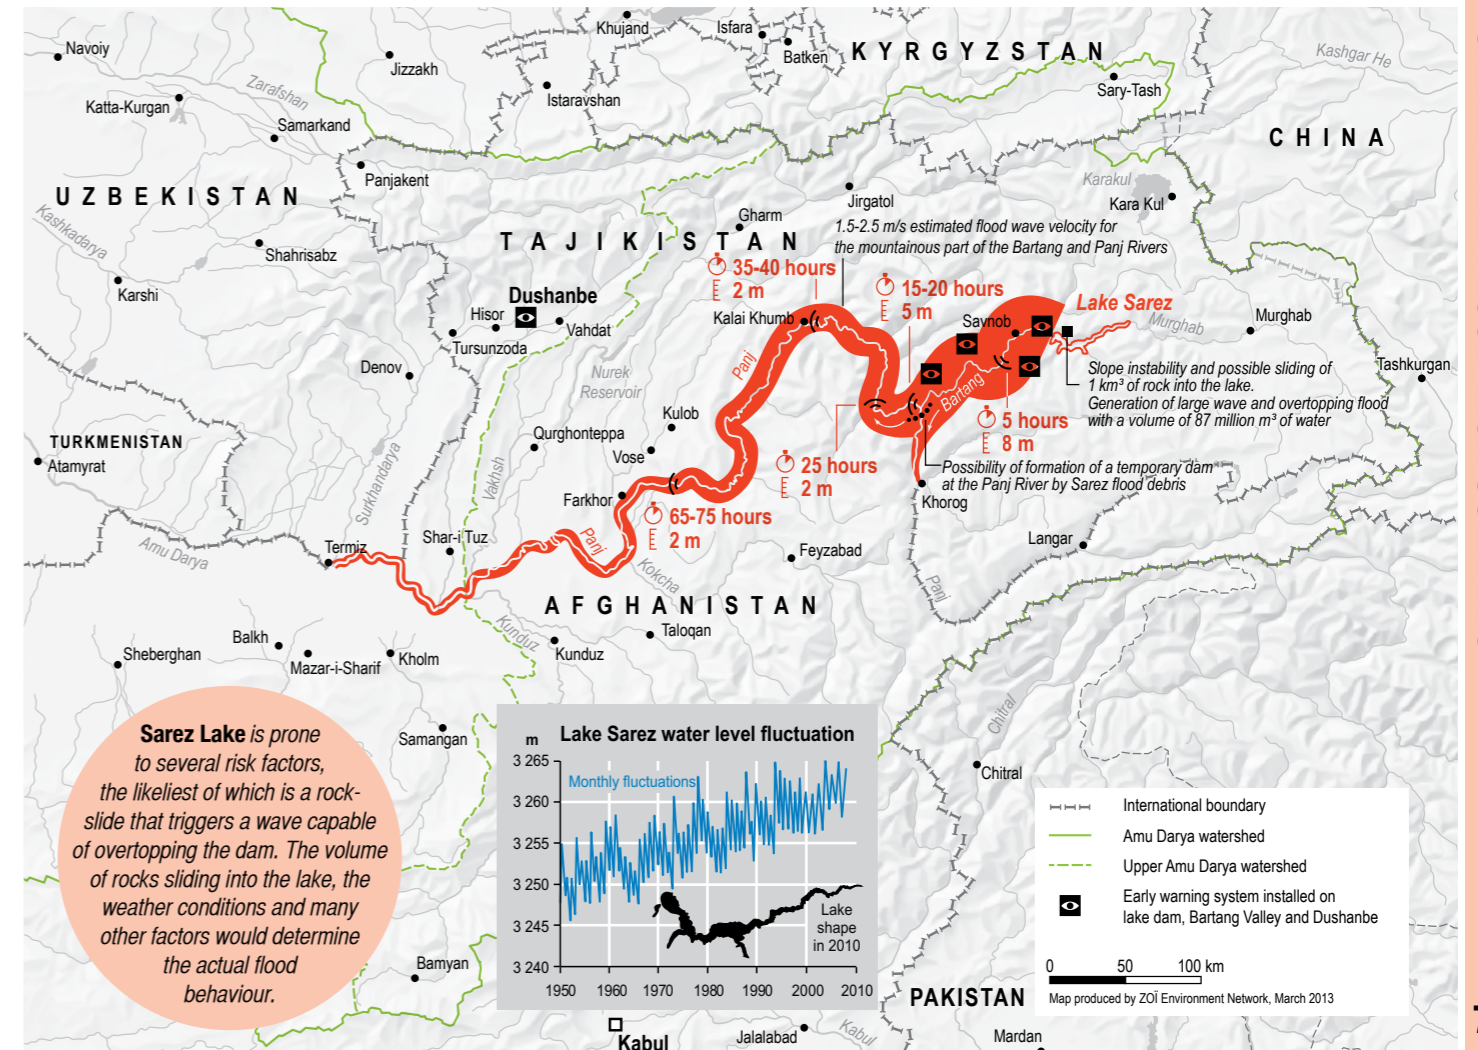 Khujand
Isfara
Batken
KYRGYZSTAN
Kashgar He
Navoiy
Jizzakh
Zarafshan
Istaravshan
Sary-Tash
Katta-Kurgan
Samarkand
CHINA
Panjakent
Karakul
Kara Kul
UZBEKISTAN
Jirgatol
Kashkadarya
Gharm
1.5-2.5 m/s estimated flood wave velocity for
the mountainous part of the Bartang and Panj Rivers
TAJIKISTAN
Shahrisabz
35-40 hours
2 m
15-20 hours
5 m
Karshi
Dushanbe
Lake Sarez
Hisor
Vahdat
Kalai Khumb
Savnob
Murghab
Murghab
Tursunzoda
Denov
Nurek
Reservoir
Panj
Bartang
Slope instability and possible sliding of
1 km³ of rock into the lake.
Generation of large wave and overtopping flood
with a volume of 87 million m³ of water
Tashkurgan
Kulob
5 hours
8 m
TURKMENISTAN
Atamyrat
Qurghonteppa
Vose
25 hours
2 m
Possibility of formation of a temporary dam
at the Panj River by Sarez flood debris
Surkhandarya
Vakhsh
Farkhor
Khorog
65-75 hours
2 m
Shar-i Tuz
Termiz
Amu Darya
Panj
Langar
Feyzabad
Kokcha
Panj
AFGHANISTAN
Kunduz
Taloqan
Kunduz
Balkh
Sheberghan
Mazar-i-Sharif
Kholm
Chitral
Samangan
Chitral
Sarez Lake is prone
to several risk factors,
the likeliest of which is a rock-
slide that triggers a wave capable
of overtopping the dam. The volume
of rocks sliding into the lake, the
weather conditions and many
other factors would determine
the actual flood
behaviour.
m
Lake Sarez water level fluctuation
3 265
3 260
3 255
3 250
3 245
3 240
Monthly fluctuations
Lake
shape
in 2010
1950 1960 1970 1980 1990 2000 2010
International boundary
Amu Darya watershed
Upper Amu Darya watershed
Early warning system installed on
lake dam, Bartang Valley and Dushanbe
0 50 100 km
Map produced by ZOÏ Environment Network, March 2013
Bamyan
PAKISTAN
Kabul
Jalalabad
Kabul
Mardan